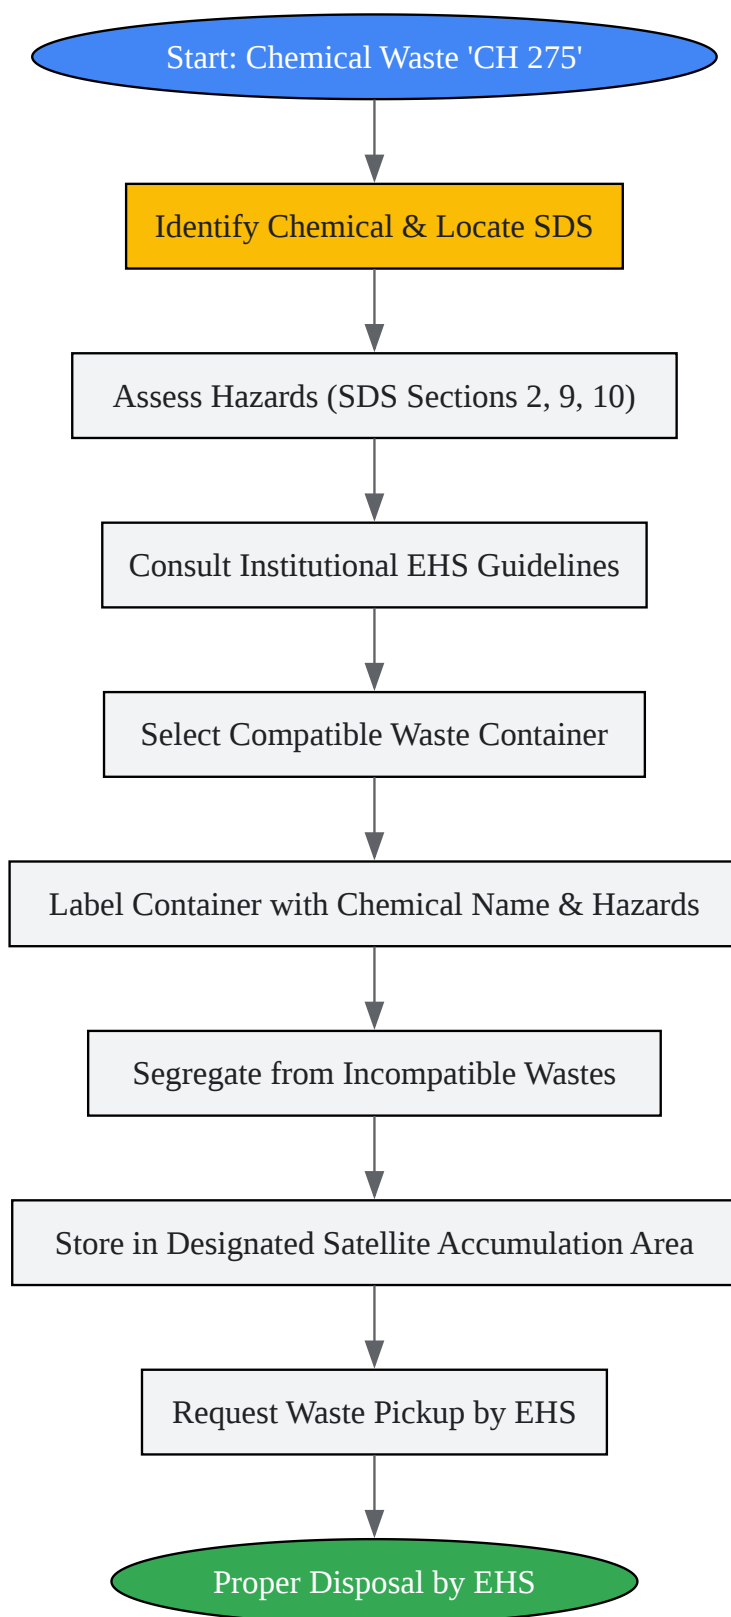 Start: Chemical Waste 'CH 275'
Identify Chemical & Locate SDS
Assess Hazards (SDS Sections 2, 9, 10)
Consult Institutional EHS Guidelines
Select Compatible Waste Container
Label Container with Chemical Name & Hazards
Segregate from Incompatible Wastes
Store in Designated Satellite Accumulation Area
Request Waste Pickup by EHS
Proper Disposal by EHS